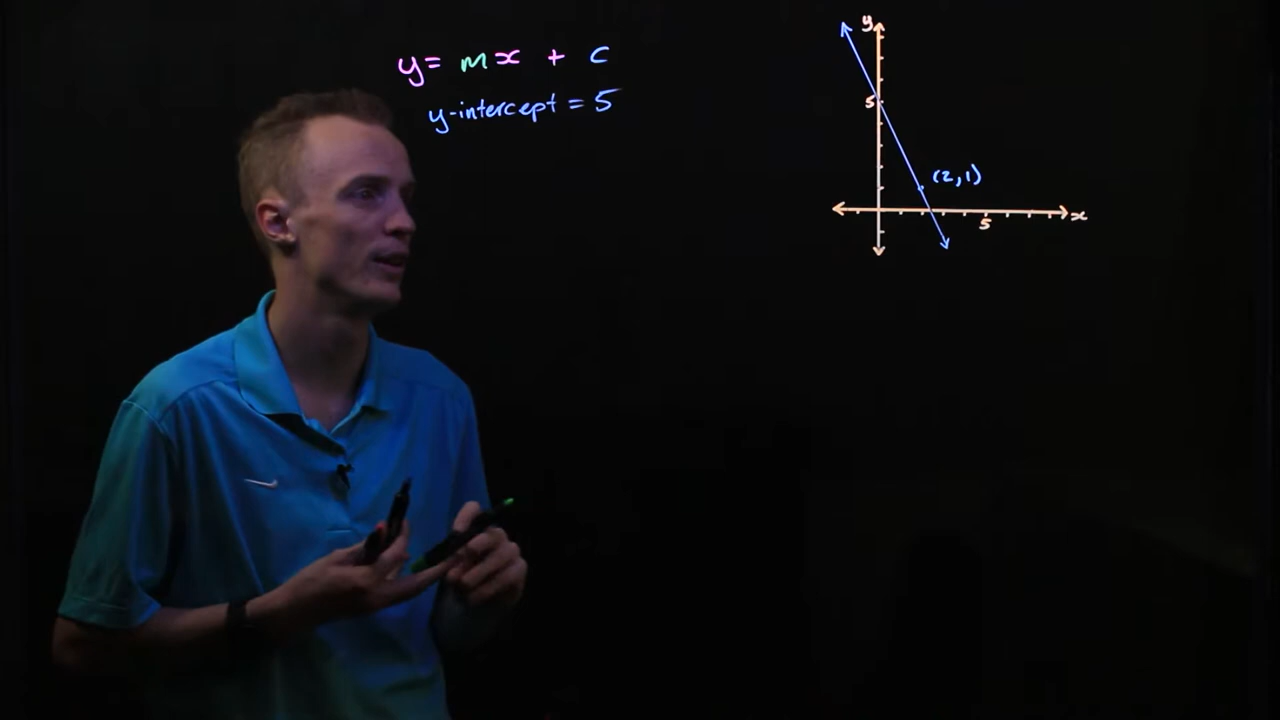 y = mx + c
y-intercept = 5
y
5
(2,1)
5
x